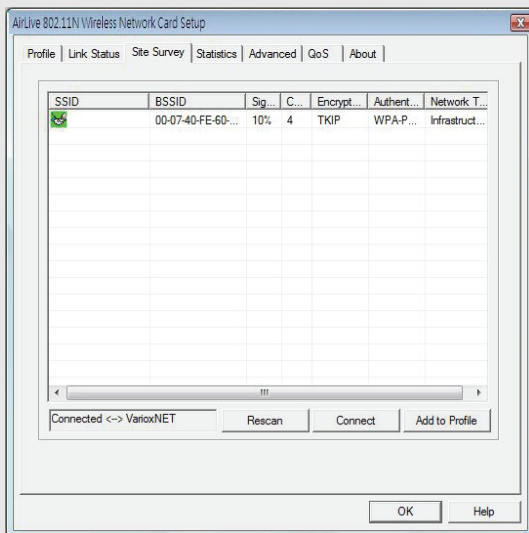 AirLive 802.11N Wireless Network Card Setup
Profile Link Status Site Survey Statistics Advanced QoS About
SSID BSSID Sig... C... Encrypt... Authent... Network T...
00-07-40-FE-60-... 10% 4 TKIP WPA-P... Infrastruct...
Connected <--> VarioxNET Rescan Connect Add to Profile
OK Help